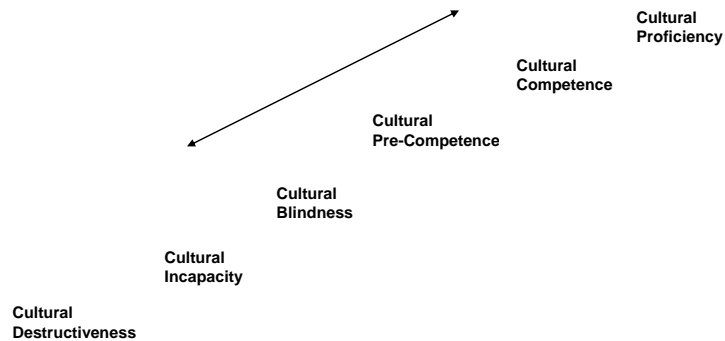 Cultural
Proficiency
Cultural
Competence
Cultural
Pre-Competence
Cultural
Blindness
Cultural
Incapacity
Cultural
Destructiveness